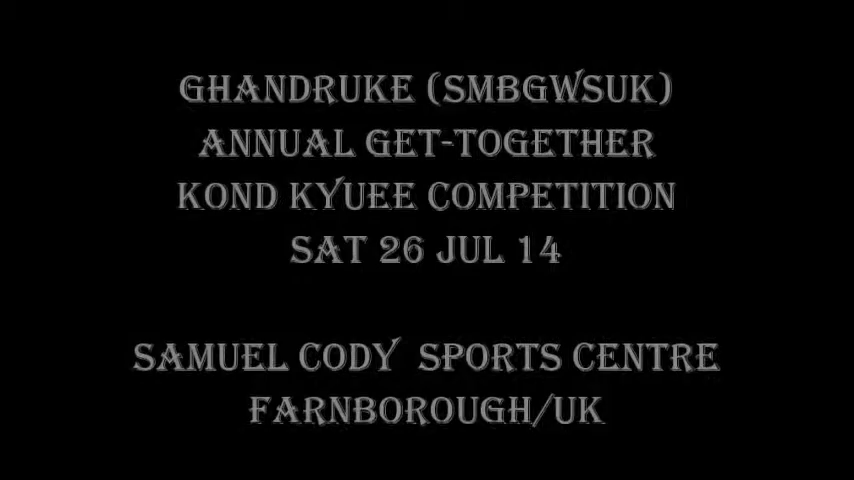 GHANDRUKE (SMBGWSUK)
ANNUAL GET-TOGETHER
KOND KYUEE COMPETITION
SAT 26 JUL 14
SAMUEL CODY SPORTS CENTRE
FARNBOROUGH/UK